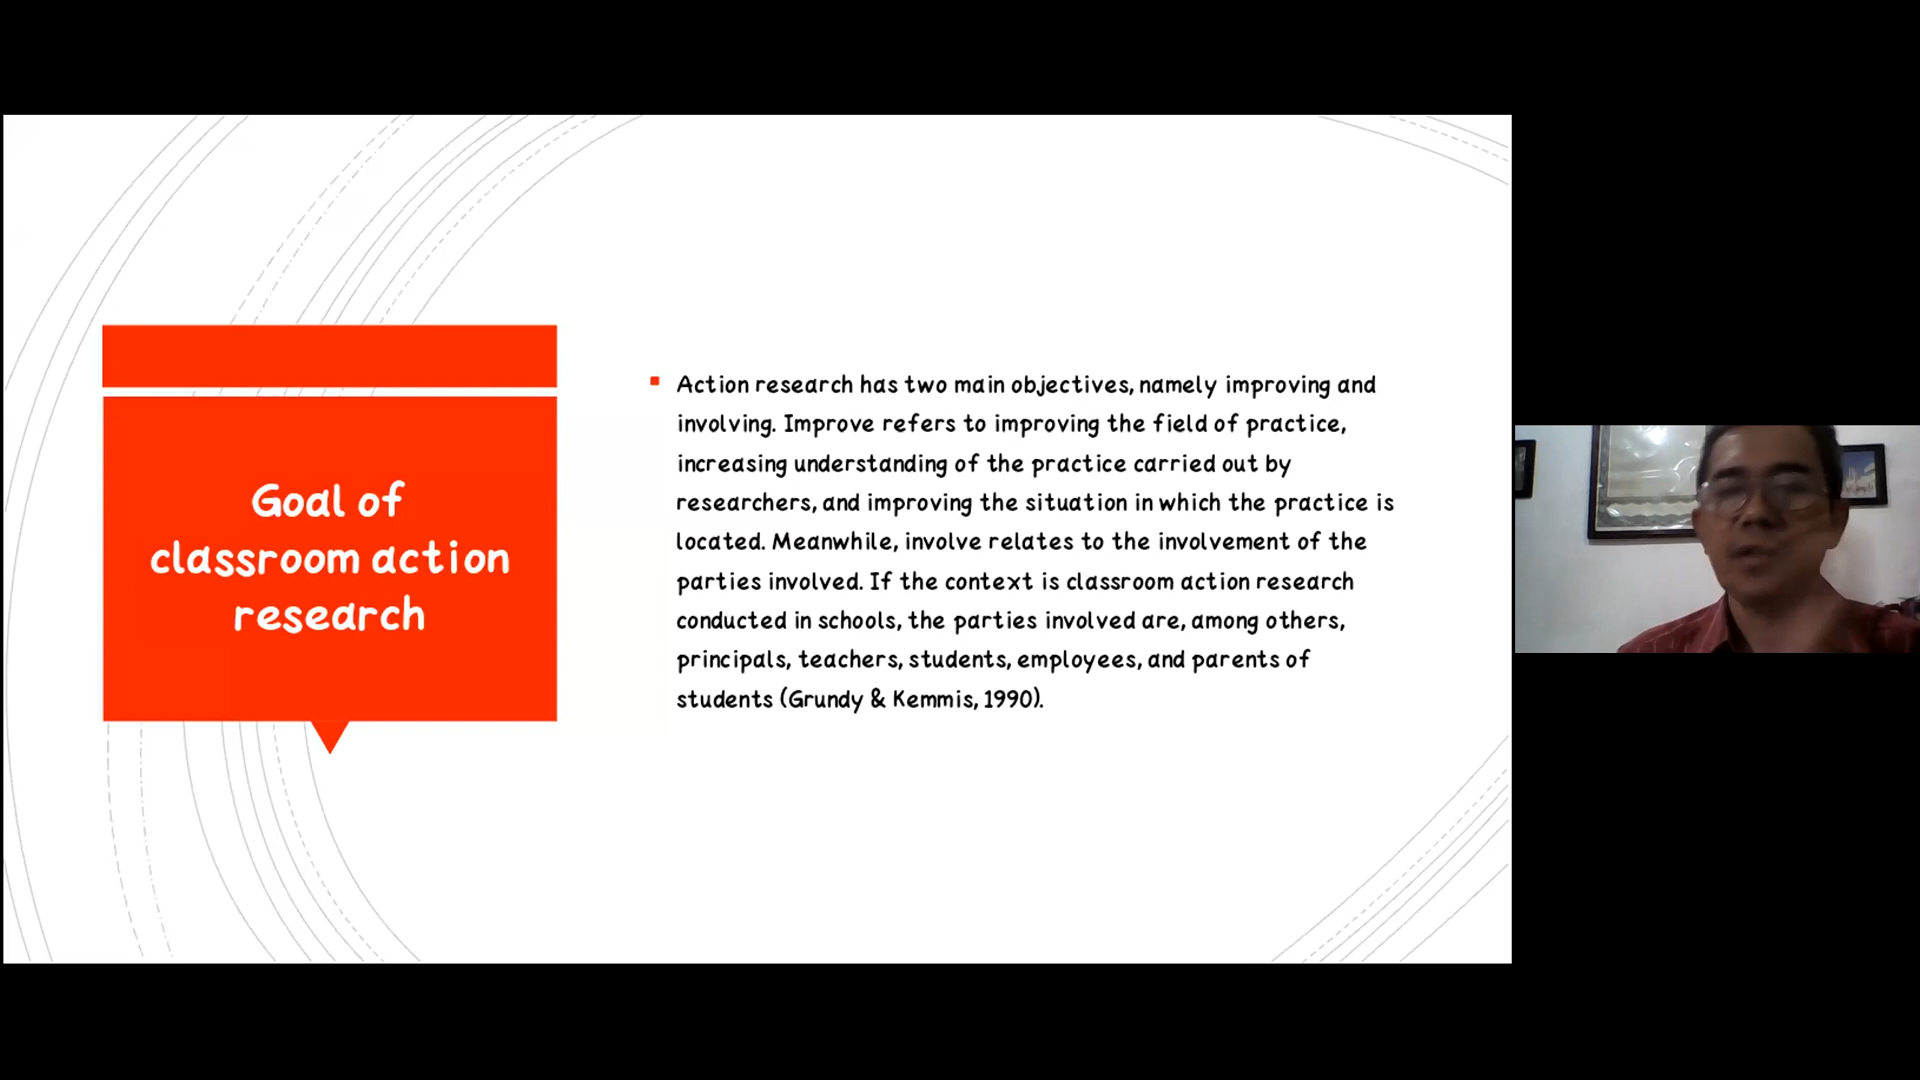 Goal of
classroom action
research
Action research has two main objectives, namely improving and
involving. Improve refers to improving the field of practice,
increasing understanding of the practice carried out by
researchers, and improving the situation in which the practice is
located. Meanwhile, involve relates to the involvement of the
parties involved. If the context is classroom action research
conducted in schools, the parties involved are, among others,
principals, teachers, students, employees, and parents of
students (Grundy & Kemmis, 1990).